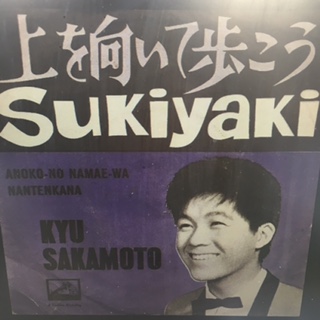 上を向いて歩こう
SUKiyaki
ANOKO-NO NAMAE-WA
NANTENKANA
KYU
SAKAMOTO